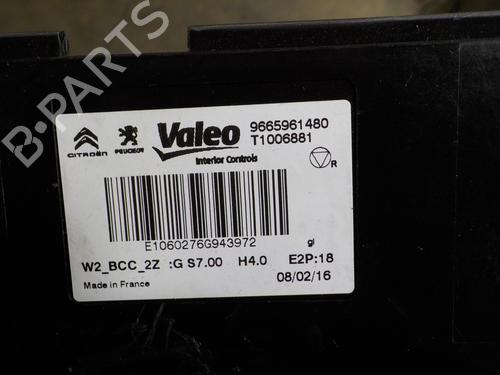 B-PARTS
CITROËN PEUGEOT Valeo 9665961480
T1006881
Interior Controls
R
E1060276G943972
gl
W2_BCC_2Z :G S7.00 H4.0 E2P:18
Made in France 08/02/16